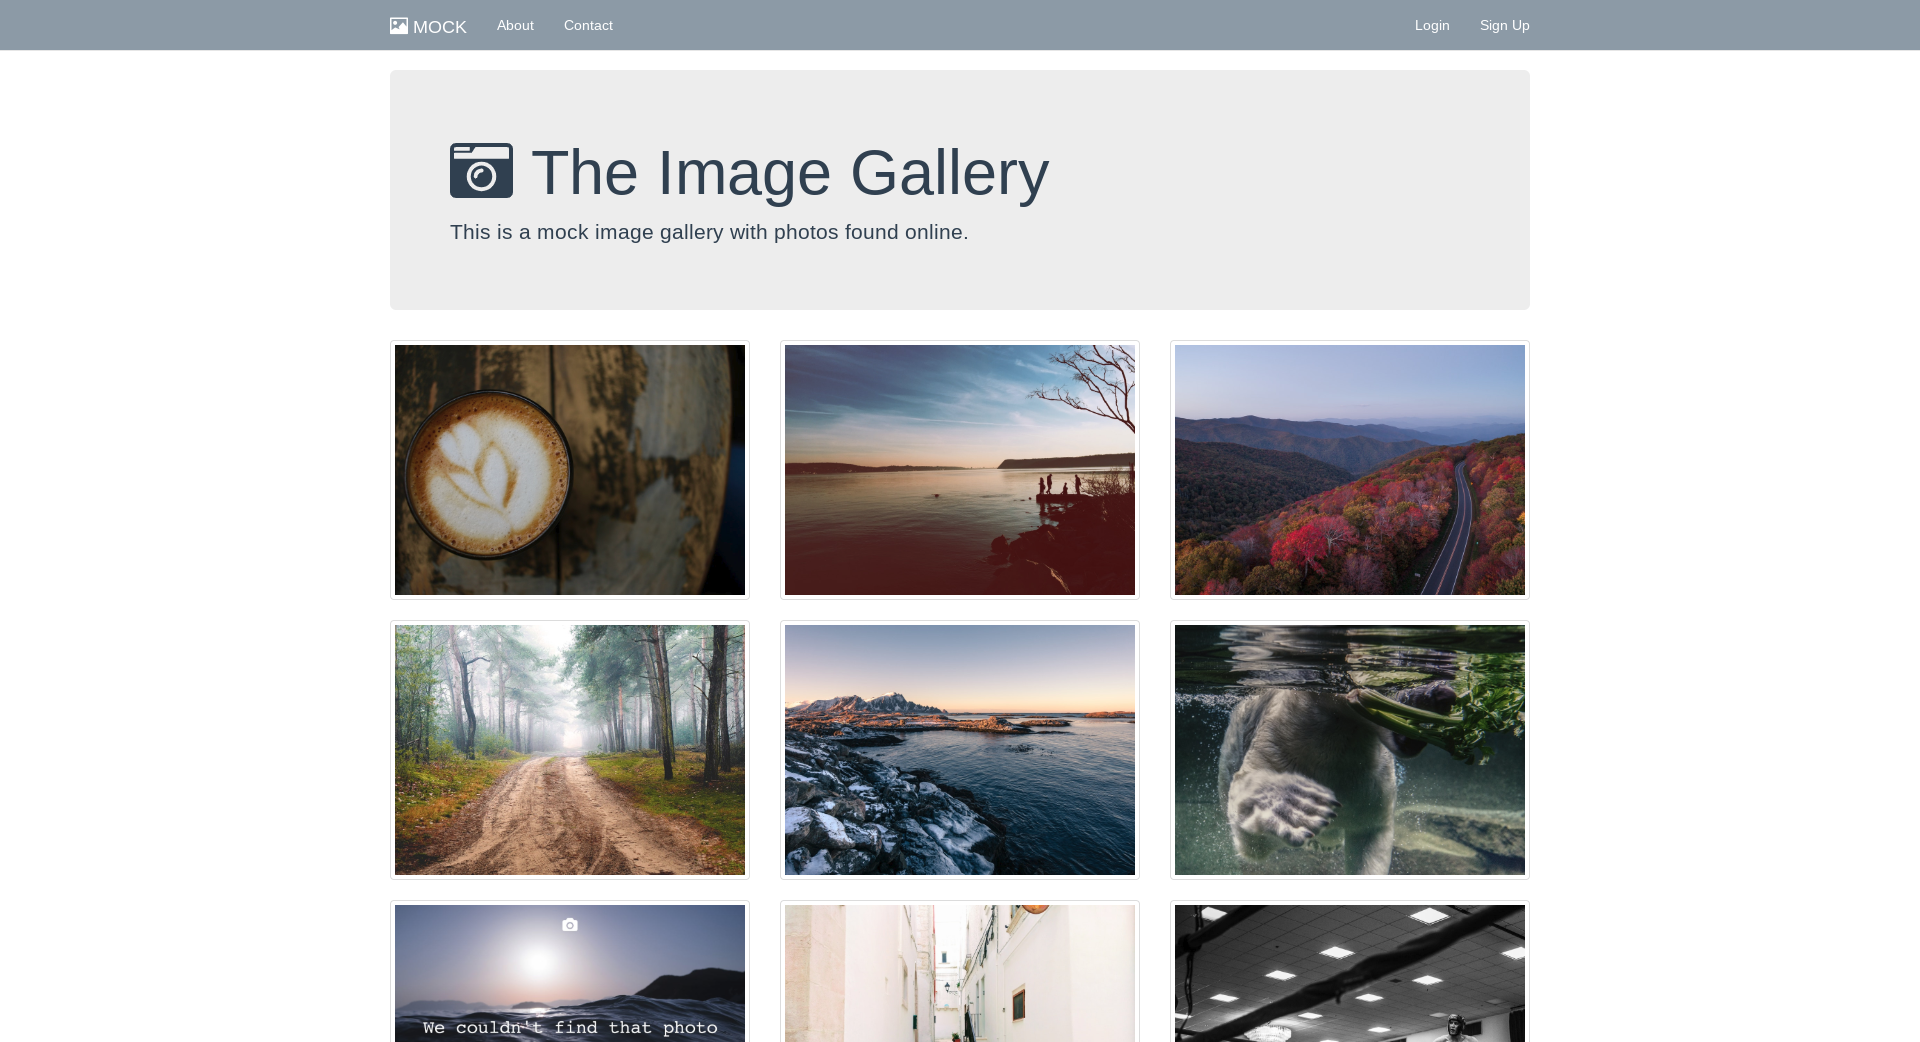 MOCK About Contact Login Sign Up
The Image Gallery
This is a mock image gallery with photos found online.
We couldn't find that photo